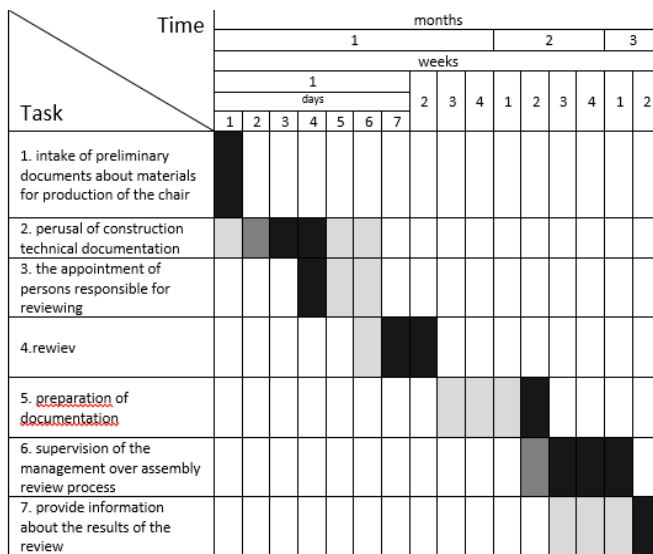 Time
months
1 2 3
weeks
1
days
2 3 4 1 2 3 4 1 2
Task
1 2 3 4 5 6 7
1. intake of preliminary
documents about materials
for production of the chair
2. perusal of construction
technical documentation
3. the appointment of
persons responsible for
reviewing
4.rewiev
5. preparation of
documentation
6. supervision of the
management over assembly
review process
7. provide information
about the results of the
review